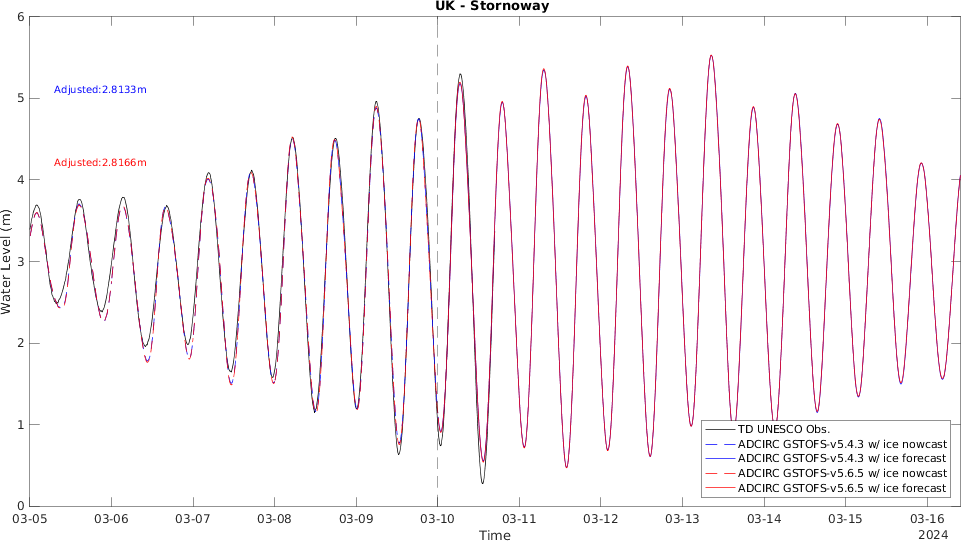 UK - Stornoway
6
5
4
3
2
1
0
Water Level (m)
Adjusted:2.8133m
Adjusted:2.8166m
TD UNESCO Obs.
ADCIRC GSTOFS-v5.4.3 w/ ice nowcast
ADCIRC GSTOFS-v5.4.3 w/ ice forecast
ADCIRC GSTOFS-v5.6.5 w/ ice nowcast
ADCIRC GSTOFS-v5.6.5 w/ ice forecast
03-05 03-06 03-07 03-08 03-09 03-10 03-11 03-12 03-13 03-14 03-15 03-16
Time
2024